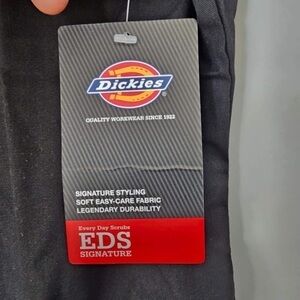 Dickies
QUALITY WORKWEAR SINCE 1922
SIGNATURE STYLING
SOFT EASY-CARE FABRIC
LEGENDARY DURABILITY
Every Day Scrubs
EDS
SIGNATURE